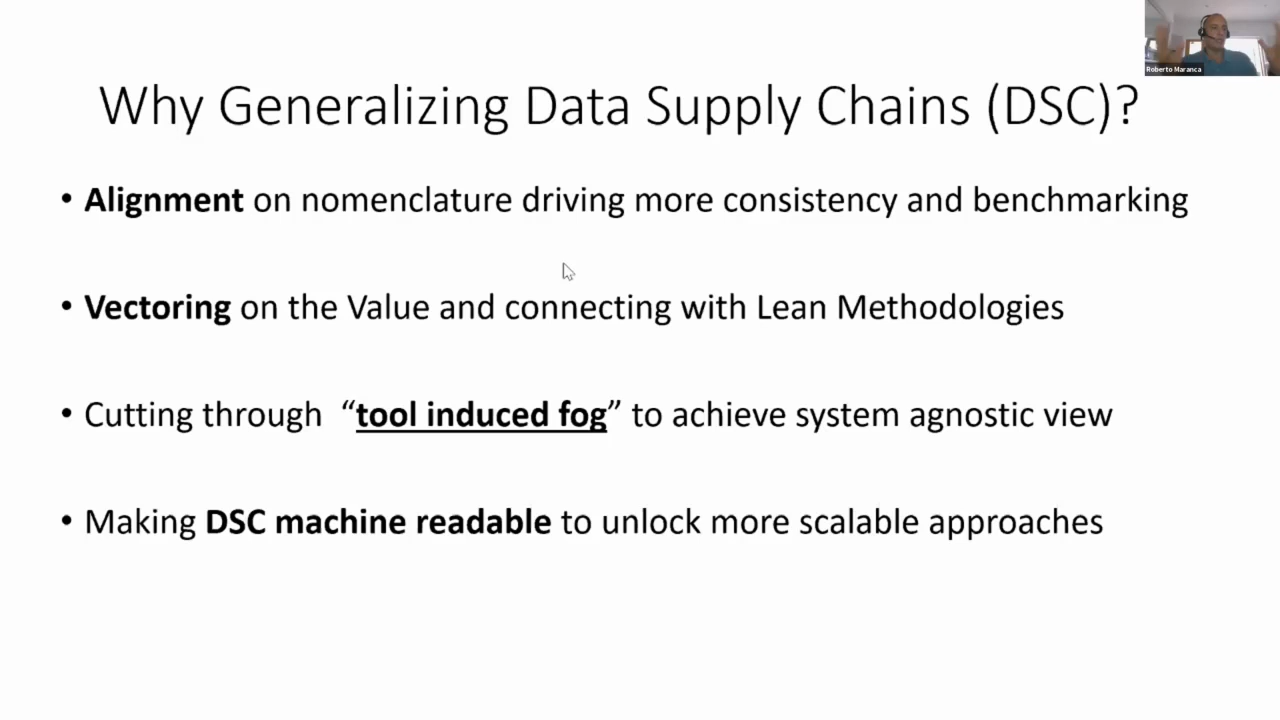 Roberto Maranca
Why Generalizing Data Supply Chains (DSC)?
• Alignment on nomenclature driving more consistency and benchmarking
• Vectoring on the Value and connecting with Lean Methodologies
• Cutting through “tool induced fog” to achieve system agnostic view
• Making DSC machine readable to unlock more scalable approaches